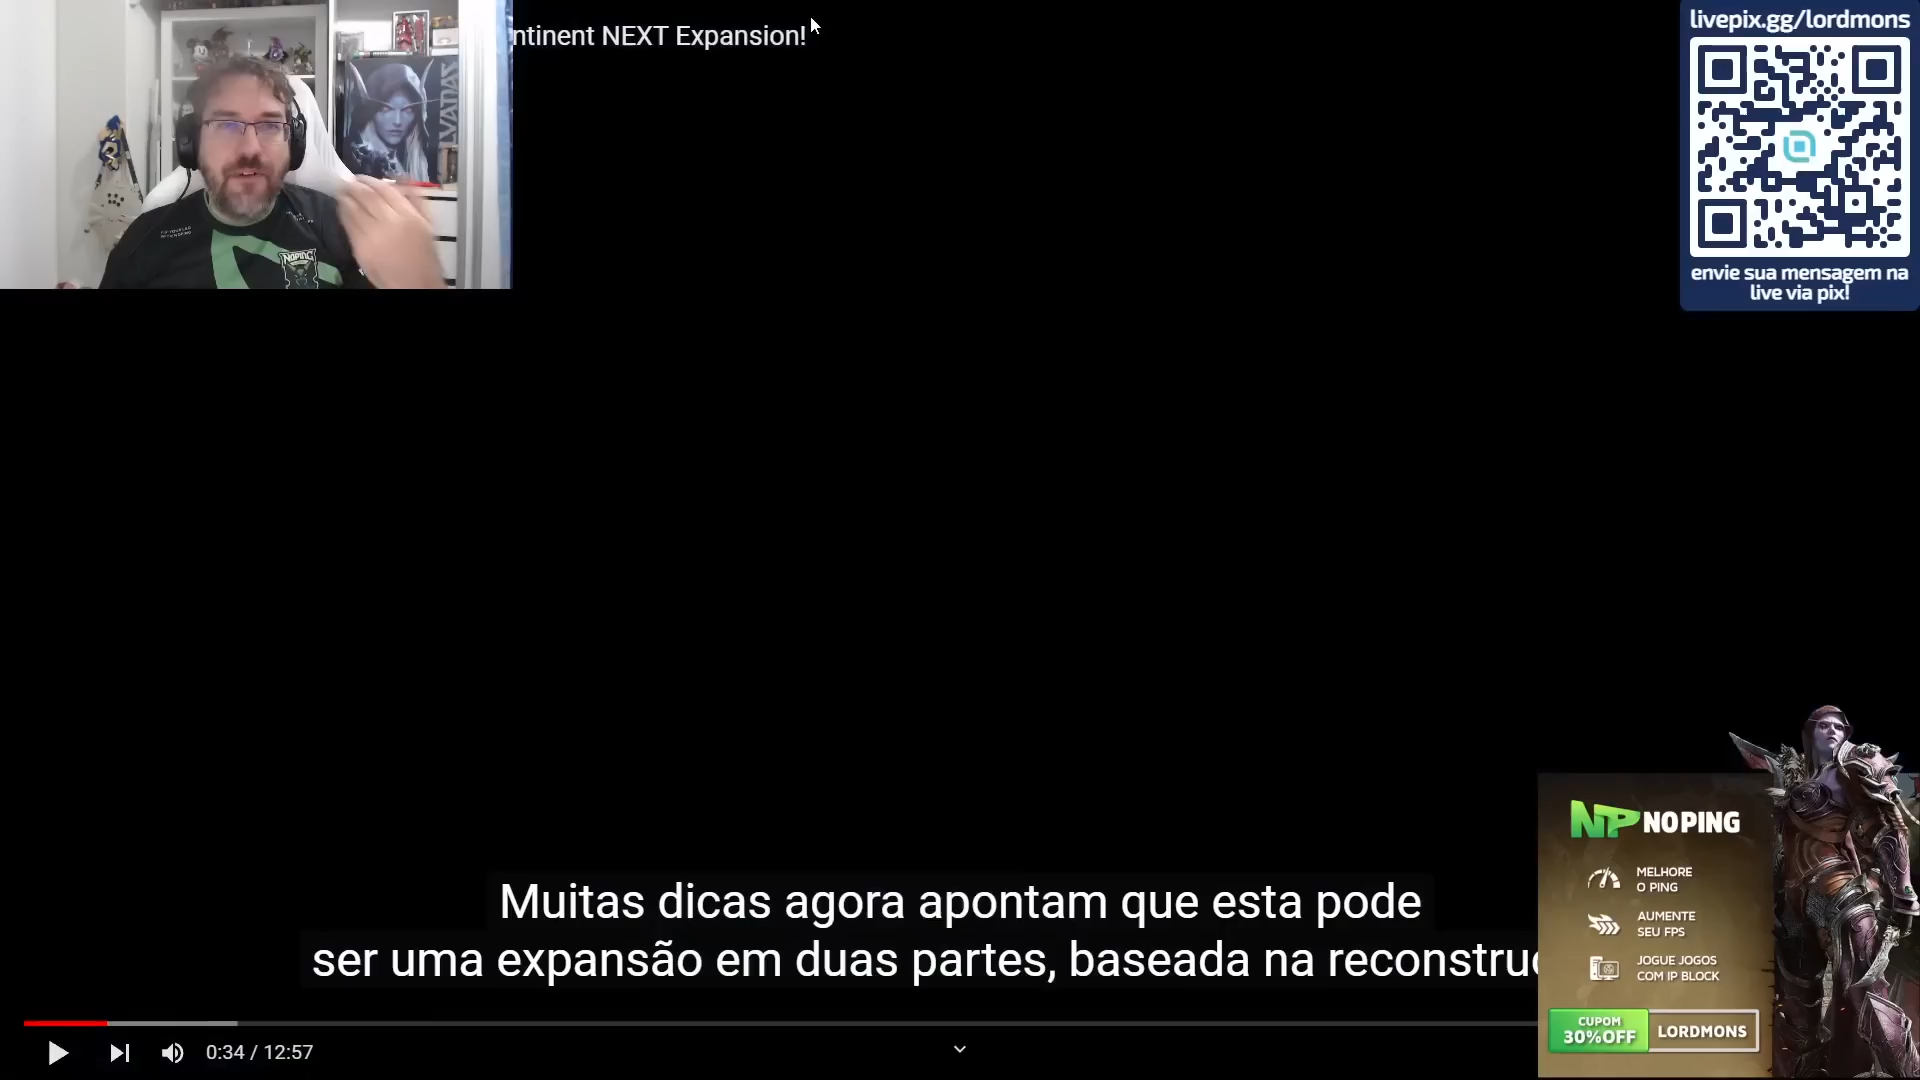 ntinent NEXT Expansion!
livepix.gg/lordmons
envie sua mensagem na
live via pix!
NOPING
Muitas dicas agora apontam que esta pode
ser uma expansão em duas partes, baseada na reconstru
NP NOPING
MELHORE
O PING
AUMENTE
SEU FPS
JOGUE JOGOS
COM IP BLOCK
CUPOM
30%OFF
LORDMONS
0:34 / 12:57